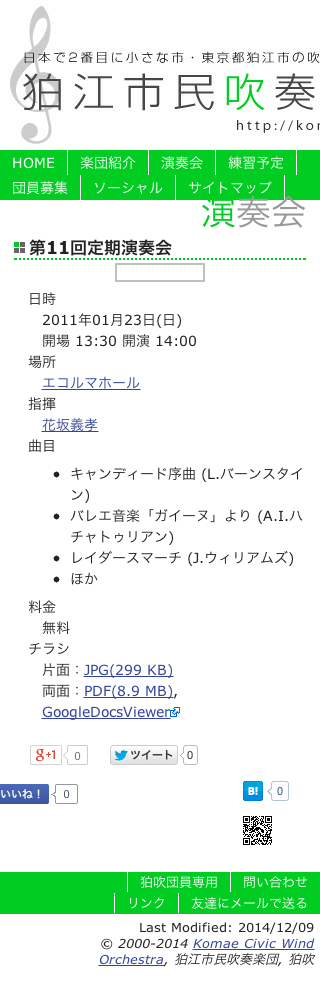 日本で2番目に小さな市・東京都狛江市の吹
狛江市民吹奏
http://ko
HOME 楽団紹介 演奏会 練習予定
団員募集 ソーシャル サイトマップ
演奏会
第11回定期演奏会
日時
2011年01月23日(日)
開場 13:30 開演 14:00
場所
エコルマホール
指揮
花坂義孝
曲目
• キャンディード序曲 (L.バーンスタイ
ン)
• バレエ音楽「ガイーヌ」より (A.I.ハ
チャトゥリアン)
• レイダースマーチ (J.ウィリアムズ)
• ほか
料金
無料
チラシ
片面：JPG(299 KB)
両面：PDF(8.9 MB),
GoogleDocsViewer
g+1 0 ツイート 0
いいね！ 0 B! 0
狛吹団員専用 問い合わせ
リンク 友達にメールで送る
Last Modified: 2014/12/09
© 2000-2014 Komae Civic Wind
Orchestra, 狛江市民吹奏楽団, 狛吹